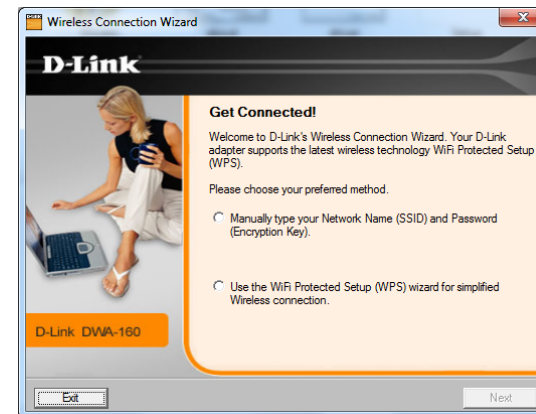 Wireless Connection Wizard
D-Link
Get Connected!
Welcome to D-Link's Wireless Connection Wizard. Your D-Link
adapter supports the latest wireless technology WiFi Protected Setup
(WPS).
Please choose your preferred method.
Manually type your Network Name (SSID) and Password
(Encryption Key).
Use the WiFi Protected Setup (WPS) wizard for simplified
Wireless connection.
D-Link DWA-160
Exit
Next